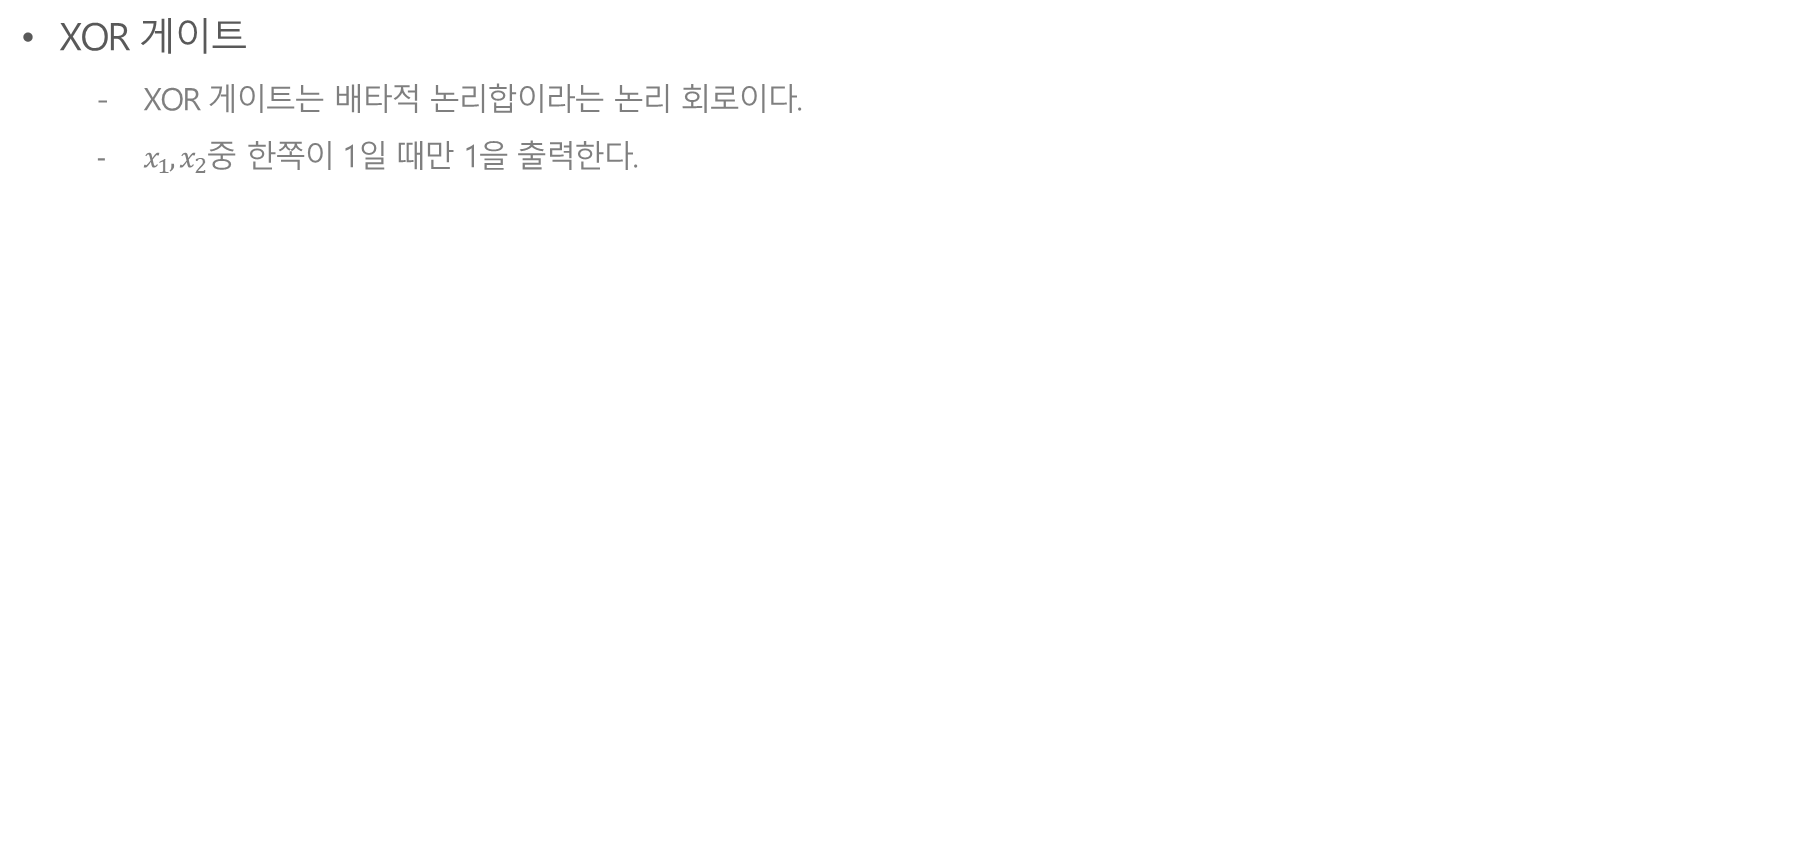 • XOR 게이트
- XOR 게이트는 배타적 논리합이라는 논리 회로이다.
- x₁, x₂중 한쪽이 1일 때만 1을 출력한다.